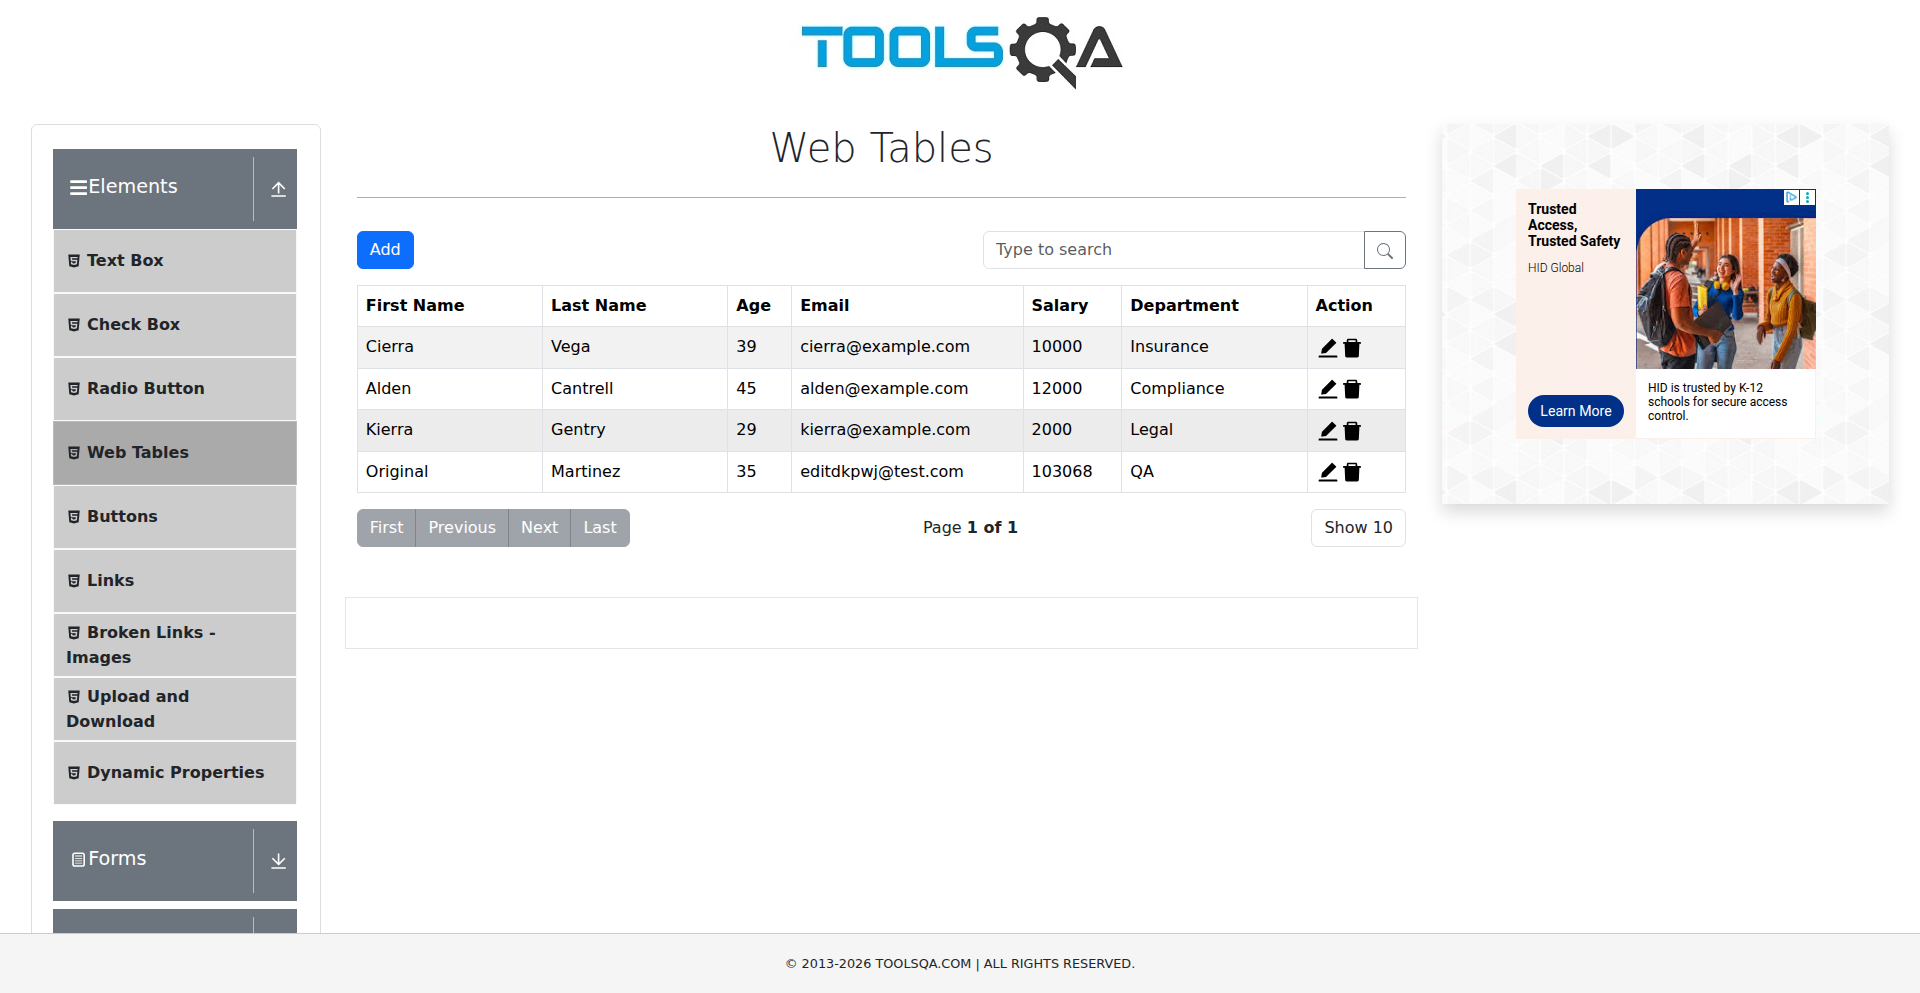 TOOLSQA
Elements
Text Box
Check Box
Radio Button
Web Tables
Buttons
Links
Broken Links -
Images
Upload and
Download
Dynamic Properties
Forms
Web Tables
Add
Type to search
First Name Last Name Age Email Salary Department Action
Cierra Vega 39 cierra@example.com 10000 Insurance
Alden Cantrell 45 alden@example.com 12000 Compliance
Kierra Gentry 29 kierra@example.com 2000 Legal
Original Martinez 35 editdkpwj@test.com 103068 QA
First Previous Next Last
Page 1 of 1
Show 10
Trusted
Access,
Trusted Safety
HID Global
Learn More
HID is trusted by K-12
schools for secure access
control.
© 2013-2026 TOOLSQA.COM | ALL RIGHTS RESERVED.